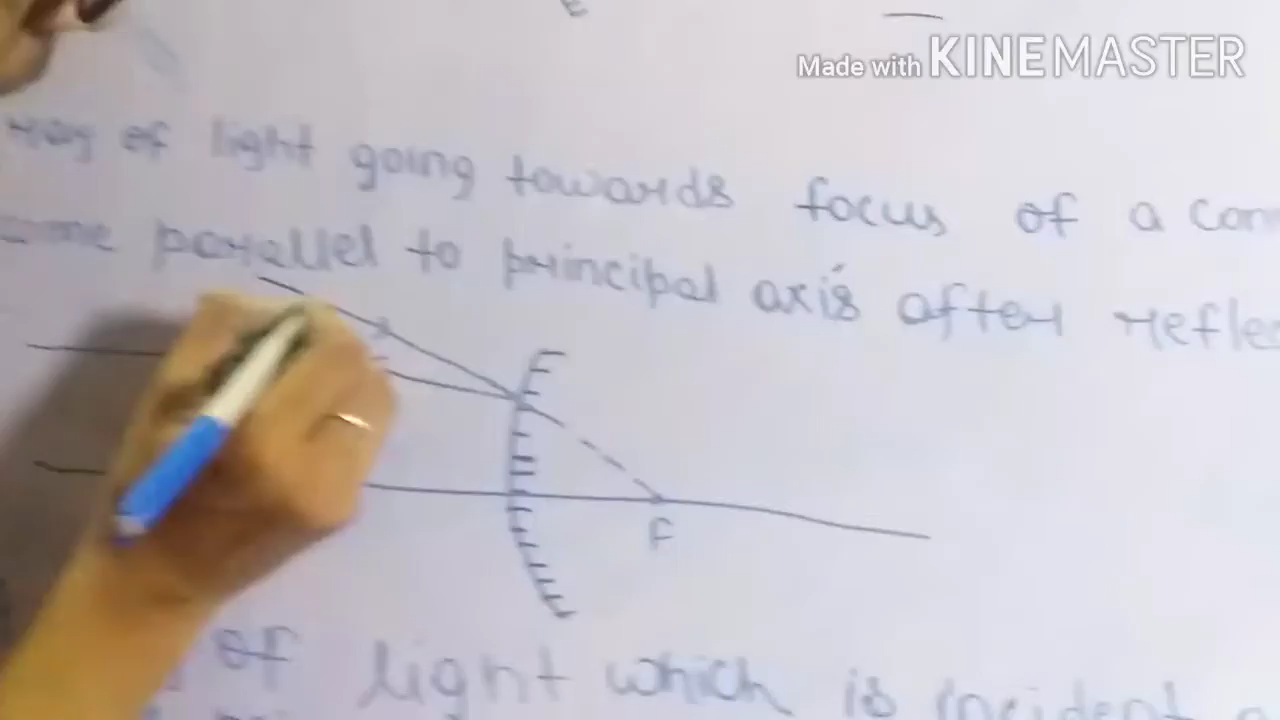 Made with KINEMASTER
ray of light going towards focus of a con
parallel to principal axis after reflec
F
of light which is incident